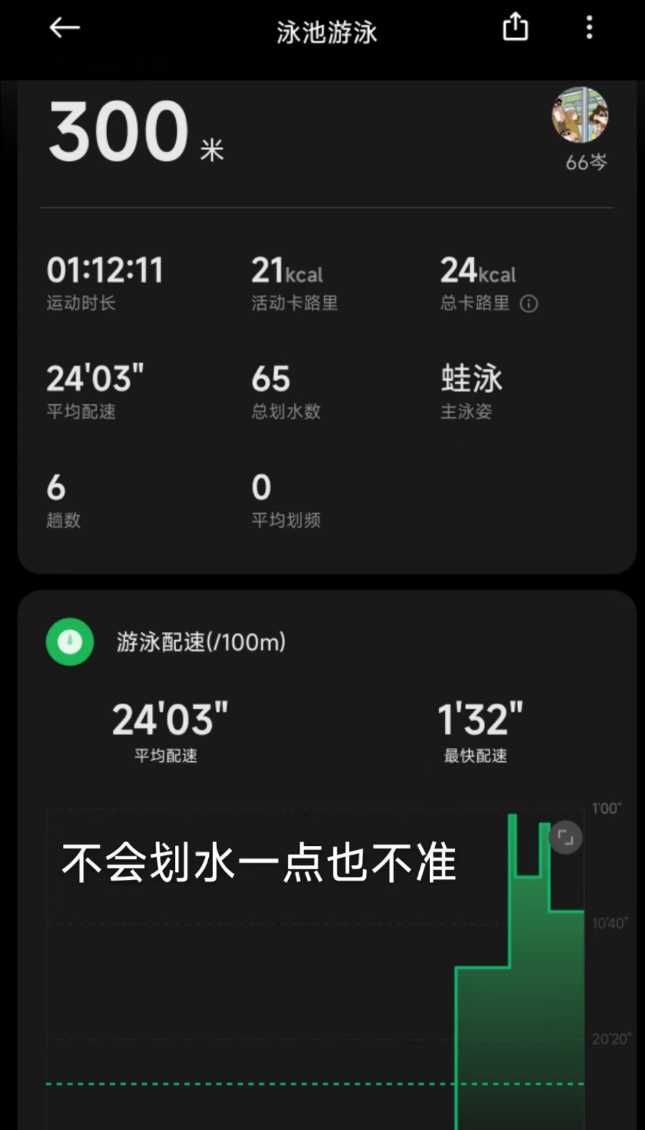 泳池游泳
300米
66岑
01:12:11 21kcal 24kcal
运动时长 活动卡路里 总卡路里
24'03" 65 蛙泳
平均配速 总划水数 主泳姿
6 0
趟数 平均划频
游泳配速(/100m)
24'03" 1'32"
平均配速 最快配速
1'00"
不会划水一点也不准
10'40"
20'20"